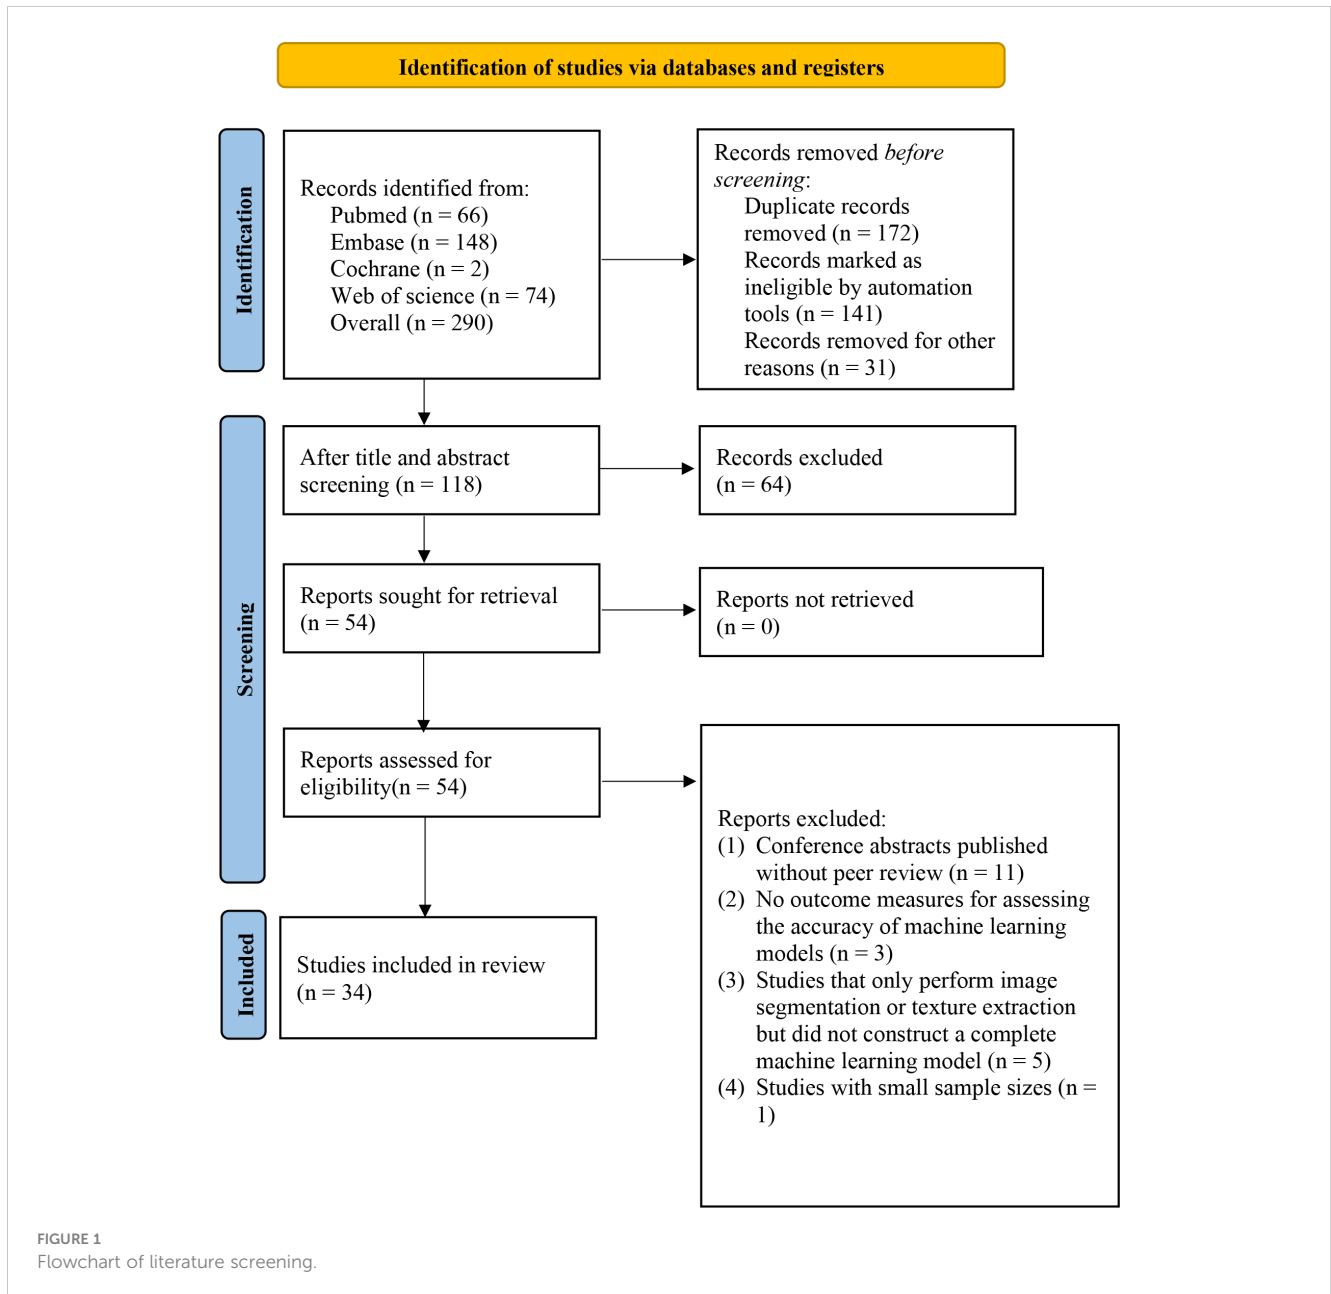 Identification of studies via databases and registers
Identification
Records identified from:
Pubmed (n = 66)
Embase (n = 148)
Cochrane (n = 2)
Web of science (n = 74)
Overall (n = 290)
Records removed before
screening:
Duplicate records
removed (n = 172)
Records marked as
ineligible by automation
tools (n = 141)
Records removed for other
reasons (n = 31)
Screening
After title and abstract
screening (n = 118)
Records excluded
(n = 64)
Reports sought for retrieval
(n = 54)
Reports not retrieved
(n = 0)
Reports assessed for
eligibility(n = 54)
Reports excluded:
(1) Conference abstracts published
without peer review (n = 11)
(2) No outcome measures for assessing
the accuracy of machine learning
models (n = 3)
(3) Studies that only perform image
segmentation or texture extraction
but did not construct a complete
machine learning model (n = 5)
(4) Studies with small sample sizes (n =
1)
Included
Studies included in review
(n = 34)
FIGURE 1
Flowchart of literature screening.